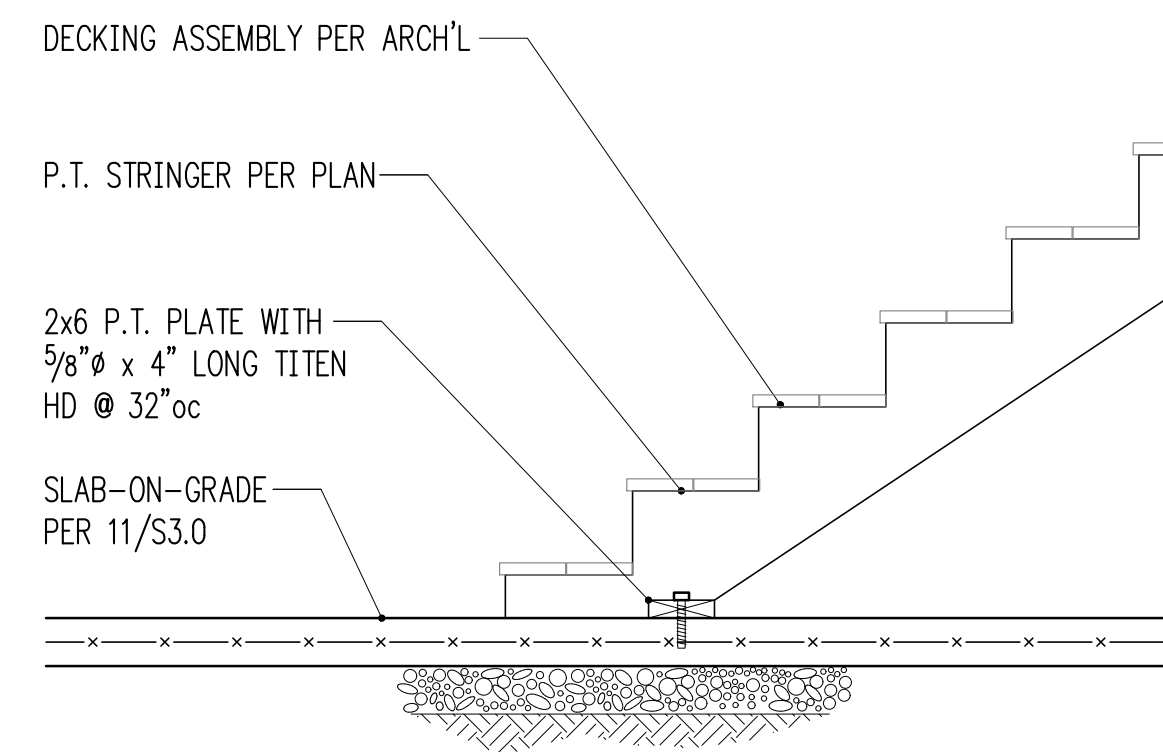 DECKING ASSEMBLY PER ARCH'L
P.T. STRINGER PER PLAN
2x6 P.T. PLATE WITH
5/8"ø x 4" LONG TITEN
HD @ 32"oc
SLAB-ON-GRADE
PER 11/S3.0